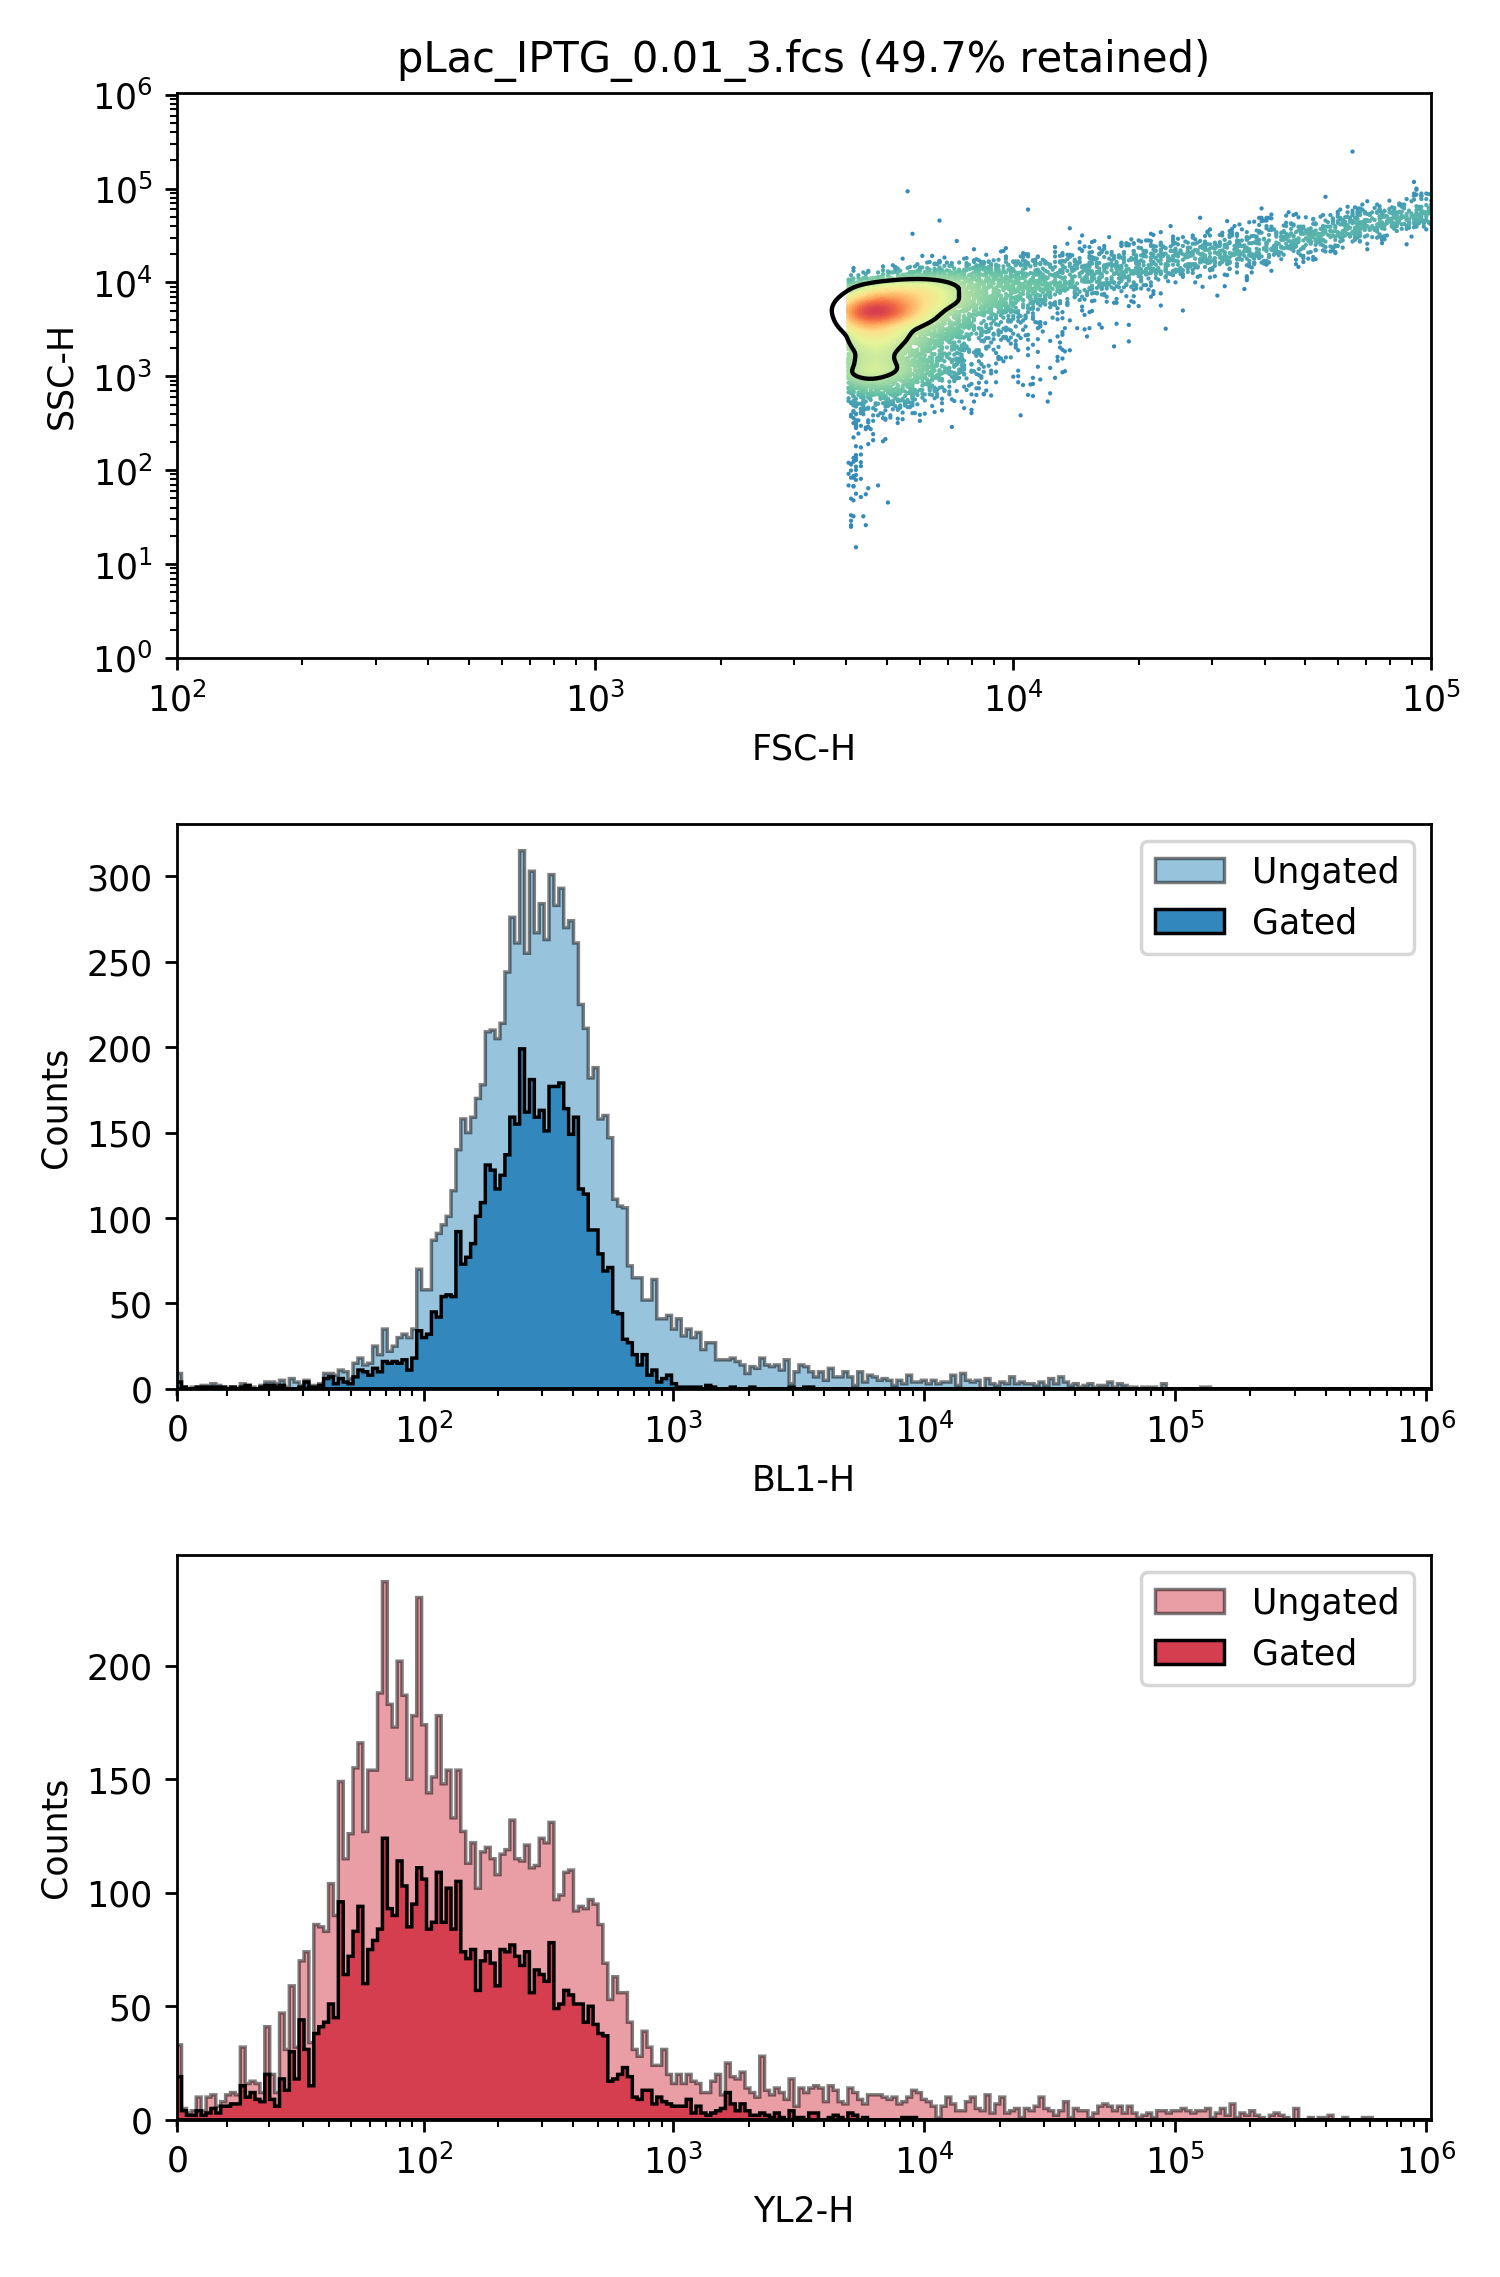 pLac_IPTG_0.01_3.fcs (49.7% retained)
10⁶
10⁵
10⁴
10³
10²
10¹
10⁰
SSC-H
10² 10³ 10⁴ 10⁵
FSC-H
Ungated
Gated
300
250
200
150
100
50
0
Counts
0 10² 10³ 10⁴ 10⁵ 10⁶
BL1-H
Ungated
Gated
200
150
100
50
0
Counts
0 10² 10³ 10⁴ 10⁵ 10⁶
YL2-H